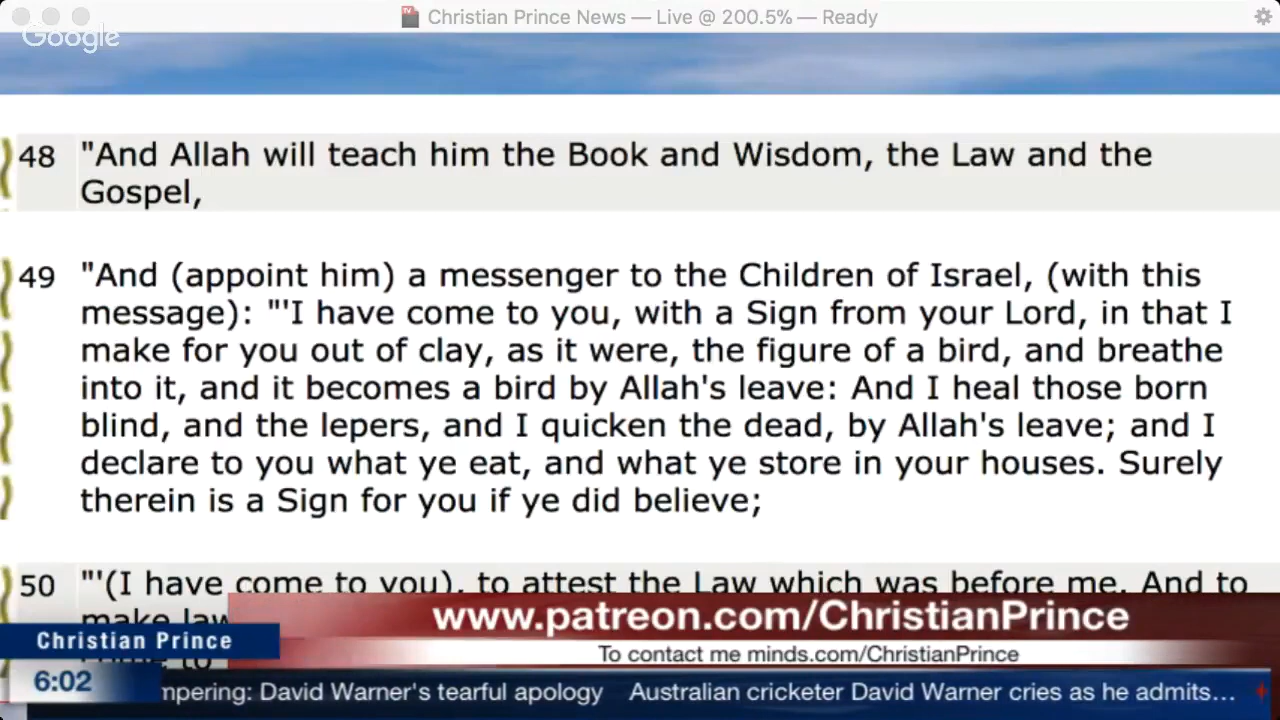 Christian Prince News — Live @ 200.5% — Ready
Google
48 "And Allah will teach him the Book and Wisdom, the Law and the
Gospel,
49 "And (appoint him) a messenger to the Children of Israel, (with this
message): "'I have come to you, with a Sign from your Lord, in that I
make for you out of clay, as it were, the figure of a bird, and breathe
into it, and it becomes a bird by Allah's leave: And I heal those born
blind, and the lepers, and I quicken the dead, by Allah's leave; and I
declare to you what ye eat, and what ye store in your houses. Surely
therein is a Sign for you if ye did believe;
50 "'(I have come to you), to attest the Law which was before me. And to
make law
www.patreon.com/ChristianPrince
Christian Prince
To contact me minds.com/ChristianPrince
come to
6:02
mpering: David Warner's tearful apology Australian cricketer David Warner cries as he admits...